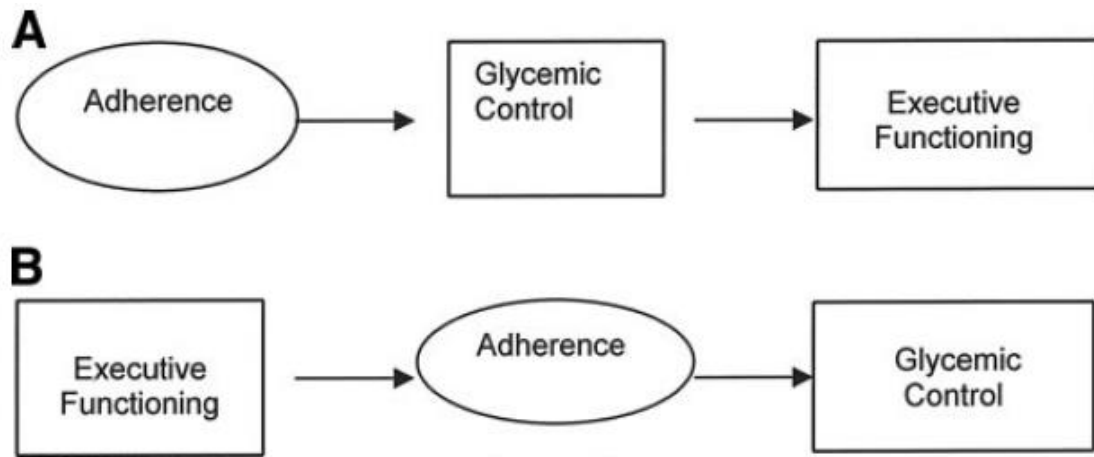 A
Adherence
Glycemic
Control
Executive
Functioning
B
Executive
Functioning
Adherence
Glycemic
Control